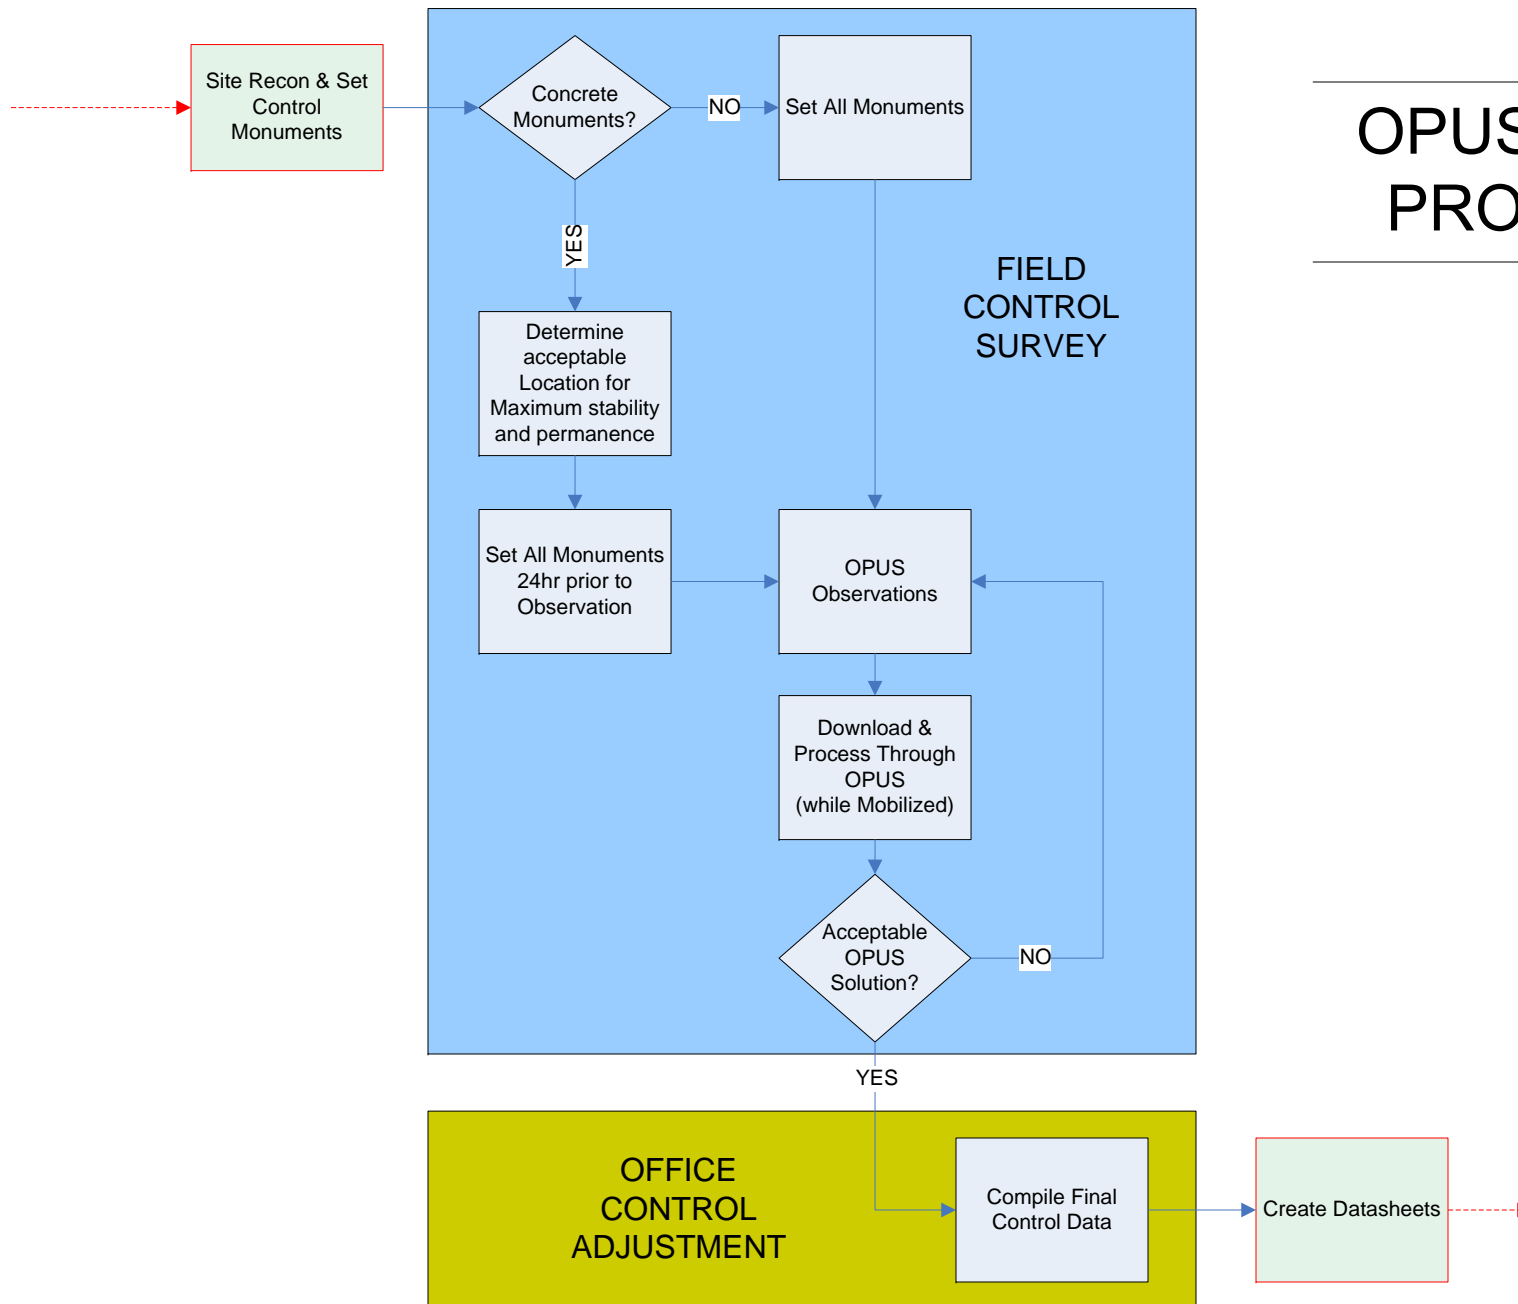 Site Recon & Set
Control
Monuments
Concrete
Monuments?
NO
Set All Monuments
OPUS
PRO
YES
FIELD
CONTROL
SURVEY
Determine
acceptable
Location for
Maximum stability
and permanence
Set All Monuments
24hr prior to
Observation
OPUS
Observations
Download &
Process Through
OPUS
(while Mobilized)
Acceptable
OPUS
Solution?
NO
YES
OFFICE
CONTROL
ADJUSTMENT
Compile Final
Control Data
Create Datasheets